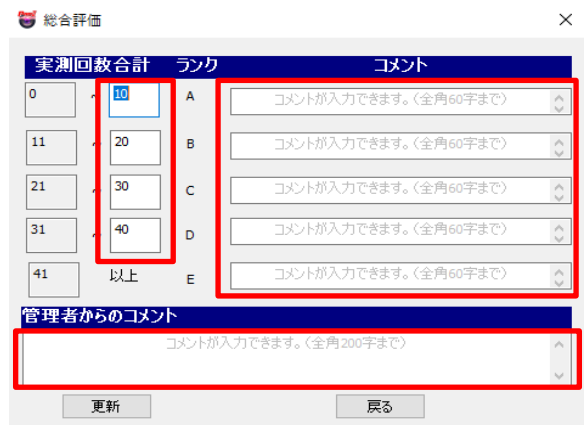 総合評価
実測回数合計 ランク コメント
0 ~ 10 A コメントが入力できます。（全角60字まで）
11 ~ 20 B コメントが入力できます。（全角60字まで）
21 ~ 30 C コメントが入力できます。（全角60字まで）
31 ~ 40 D コメントが入力できます。（全角60字まで）
41 以上 E コメントが入力できます。（全角60字まで）
管理者からのコメント
コメントが入力できます。（全角200字まで）
更新 戻る